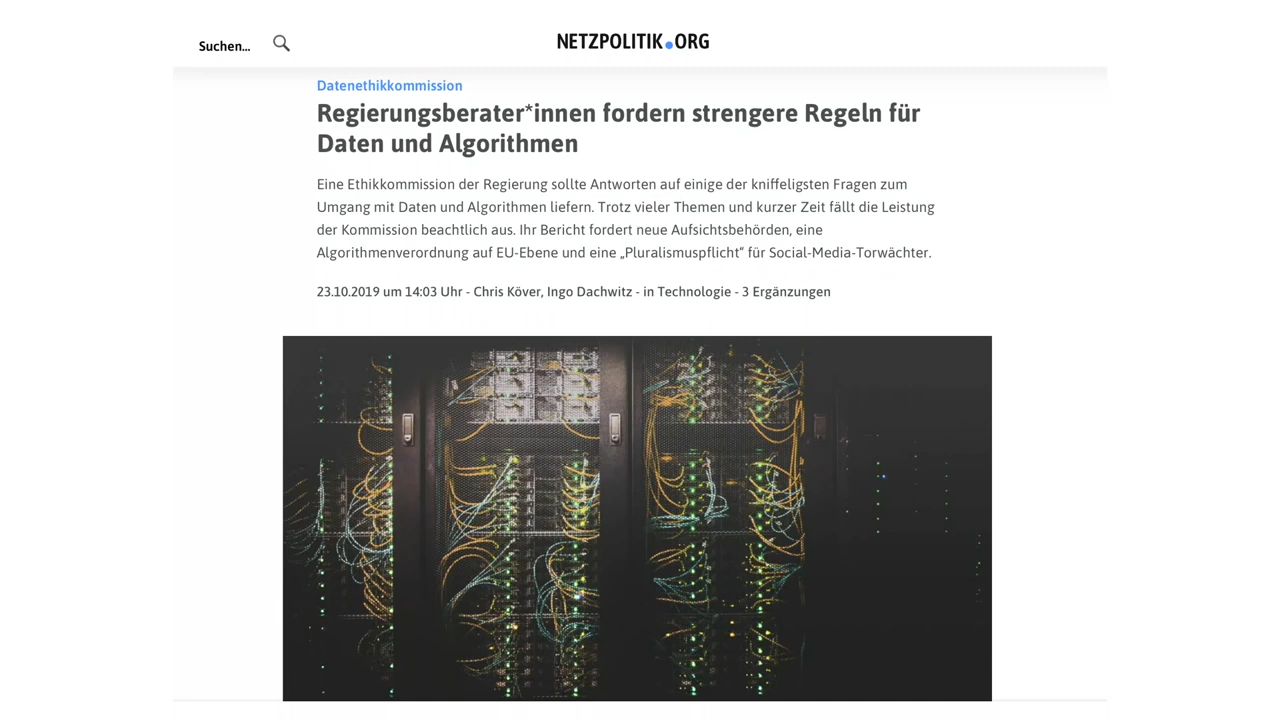 Suchen...
NETZPOLITIK.ORG
Datenethikkommission
Regierungsberater*innen fordern strengere Regeln für
Daten und Algorithmen
Eine Ethikkommission der Regierung sollte Antworten auf einige der kniffeligsten Fragen zum
Umgang mit Daten und Algorithmen liefern. Trotz vieler Themen und kurzer Zeit fällt die Leistung
der Kommission beachtlich aus. Ihr Bericht fordert neue Aufsichtsbehörden, eine
Algorithmenverordnung auf EU-Ebene und eine „Pluralismuspflicht“ für Social-Media-Torwächter.
23.10.2019 um 14:03 Uhr - Chris Köver, Ingo Dachwitz - in Technologie - 3 Ergänzungen